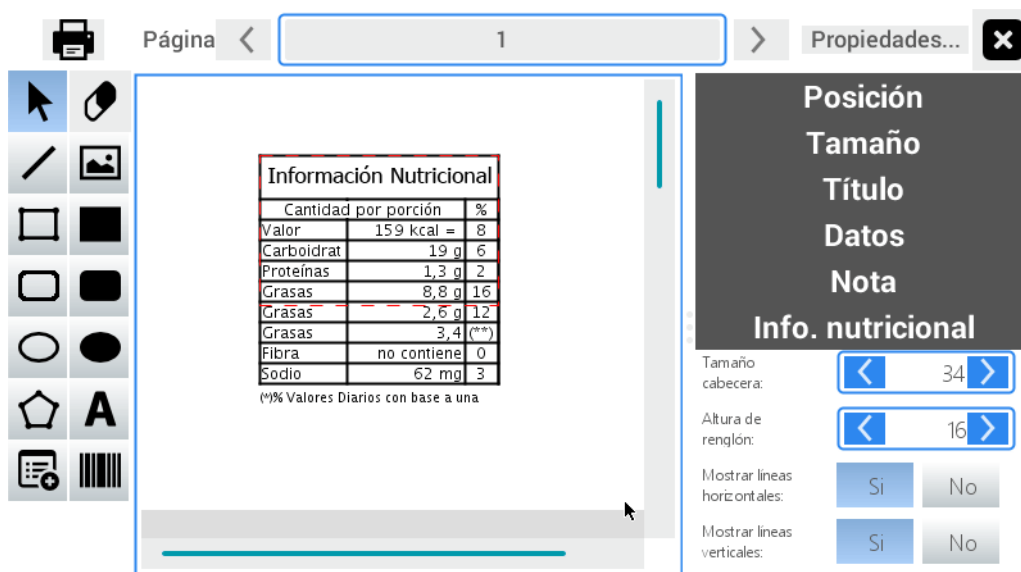 Página
1
Propiedades...
Información Nutricional
Cantidad por porción %
Valor 159 kcal = 8
Carboidrat 19 g 6
Proteínas 1,3 g 2
Grasas 8,8 g 16
Grasas 2,6 g 12
Grasas 3,4 (**)
Fibra no contiene 0
Sodio 62 mg 3
(*)% Valores Diarios con base a una
Posición
Tamaño
Título
Datos
Nota
Info. nutricional
Tamaño
cabecera:
34
Altura de
renglón:
16
Mostrar líneas
horizontales:
Si No
Mostrar líneas
verticales:
Si No
A